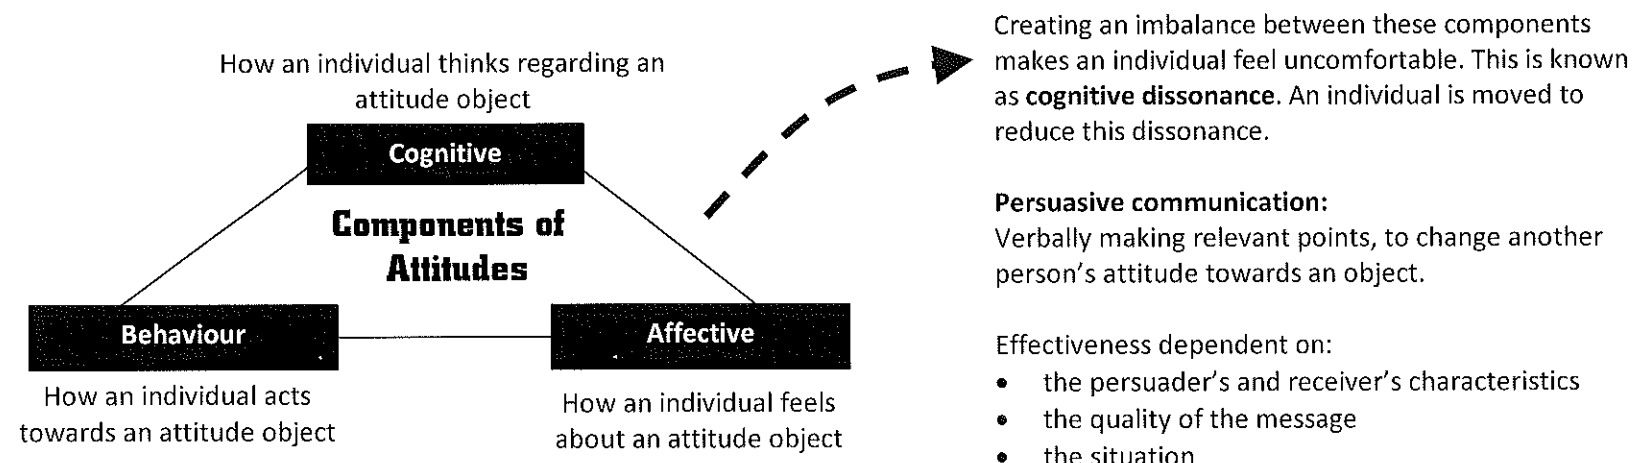 How an individual thinks regarding an
attitude object
Cognitive
Components of
Attitudes
Behaviour
Affective
How an individual acts
towards an attitude object
How an individual feels
about an attitude object
Creating an imbalance between these components
makes an individual feel uncomfortable. This is known
as cognitive dissonance. An individual is moved to
reduce this dissonance.
Persuasive communication:
Verbally making relevant points, to change another
person's attitude towards an object.
Effectiveness dependent on:
• the persuader's and receiver's characteristics
• the quality of the message
• the situation